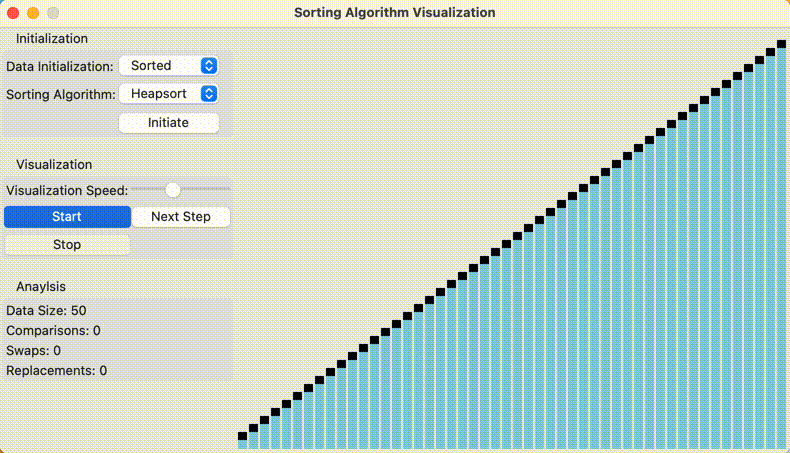 Sorting Algorithm Visualization
Initialization
Data Initialization: Sorted
Sorting Algorithm: Heapsort
Initiate
Visualization
Visualization Speed:
Start Next Step
Stop
Anaylsis
Data Size: 50
Comparisons: 0
Swaps: 0
Replacements: 0